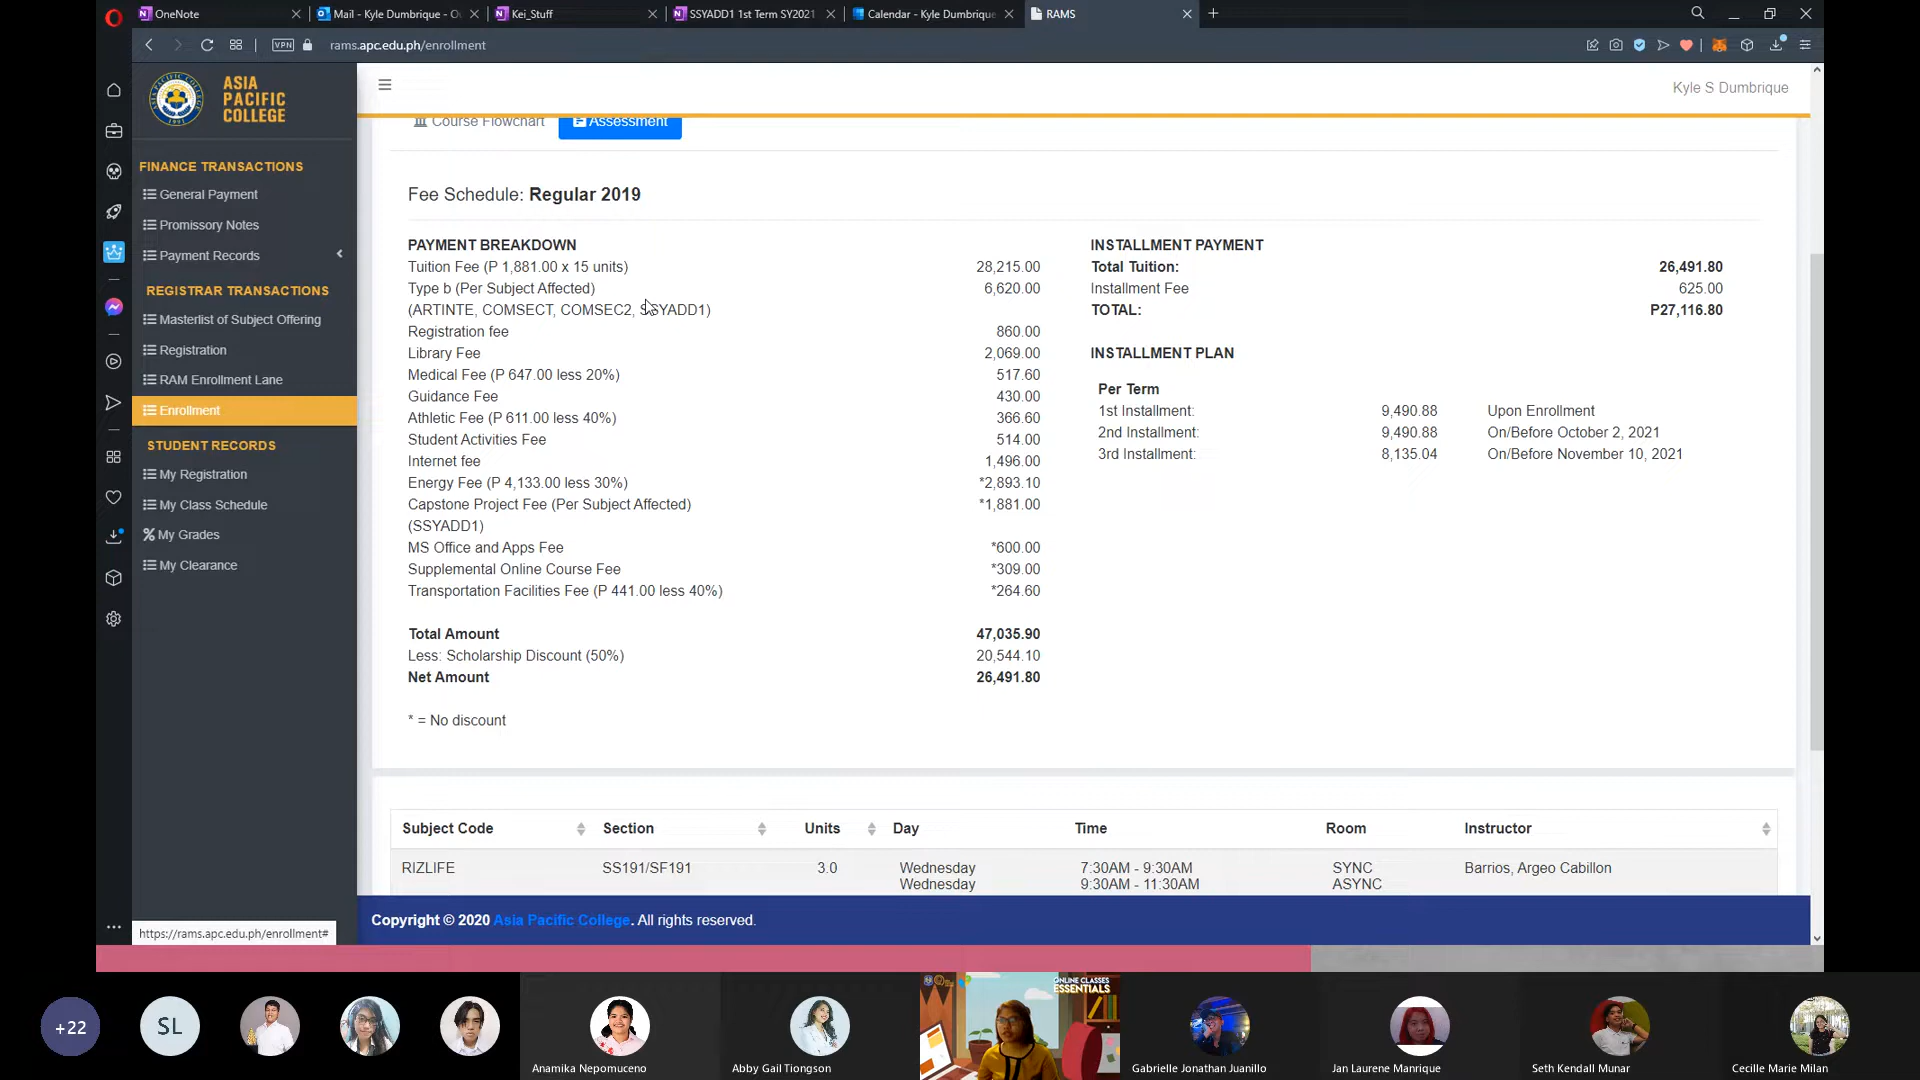 OneNote
Mail - Kyle Dumbrique - O
Kei_Stuff
SSYADD1 1st Term SY2021
Calendar - Kyle Dumbrique
RAMS
VPN
rams.apc.edu.ph/enrollment
ASIA
PACIFIC
COLLEGE
Kyle S Dumbrique
Course Flowchart
Assessment
FINANCE TRANSACTIONS
General Payment
Promissory Notes
Payment Records
REGISTRAR TRANSACTIONS
Masterlist of Subject Offering
Registration
RAM Enrollment Lane
Enrollment
STUDENT RECORDS
My Registration
My Class Schedule
My Grades
My Clearance
https://rams.apc.edu.ph/enrollment#
Fee Schedule: Regular 2019
PAYMENT BREAKDOWN
Tuition Fee (P 1,881.00 x 15 units) 28,215.00
Type b (Per Subject Affected) 6,620.00
(ARTINTE, COMSECT, COMSEC2, SSYADD1)
Registration fee 860.00
Library Fee 2,069.00
Medical Fee (P 647.00 less 20%) 517.60
Guidance Fee 430.00
Athletic Fee (P 611.00 less 40%) 366.60
Student Activities Fee 514.00
Internet fee 1,496.00
Energy Fee (P 4,133.00 less 30%) *2,893.10
Capstone Project Fee (Per Subject Affected) *1,881.00
(SSYADD1)
MS Office and Apps Fee *600.00
Supplemental Online Course Fee *309.00
Transportation Facilities Fee (P 441.00 less 40%) *264.60
Total Amount 47,035.90
Less: Scholarship Discount (50%) 20,544.10
Net Amount 26,491.80
* = No discount
INSTALLMENT PAYMENT
Total Tuition: 26,491.80
Installment Fee 625.00
TOTAL: P27,116.80
INSTALLMENT PLAN
Per Term
1st Installment: 9,490.88 Upon Enrollment
2nd Installment: 9,490.88 On/Before October 2, 2021
3rd Installment: 8,135.04 On/Before November 10, 2021
Subject Code Section Units Day Time Room Instructor
RIZLIFE SS191/SF191 3.0 Wednesday 7:30AM - 9:30AM SYNC Barrios, Argeo Cabillon
Wednesday 9:30AM - 11:30AM ASYNC
Copyright © 2020 Asia Pacific College. All rights reserved.
+22
SL
ONLINE CLASSES
ESSENTIALS
Anamika Nepomuceno
Abby Gail Tiongson
Gabrielle Jonathan Juanillo
Jan Laurene Manrique
Seth Kendall Munar
Cecille Marie Milan